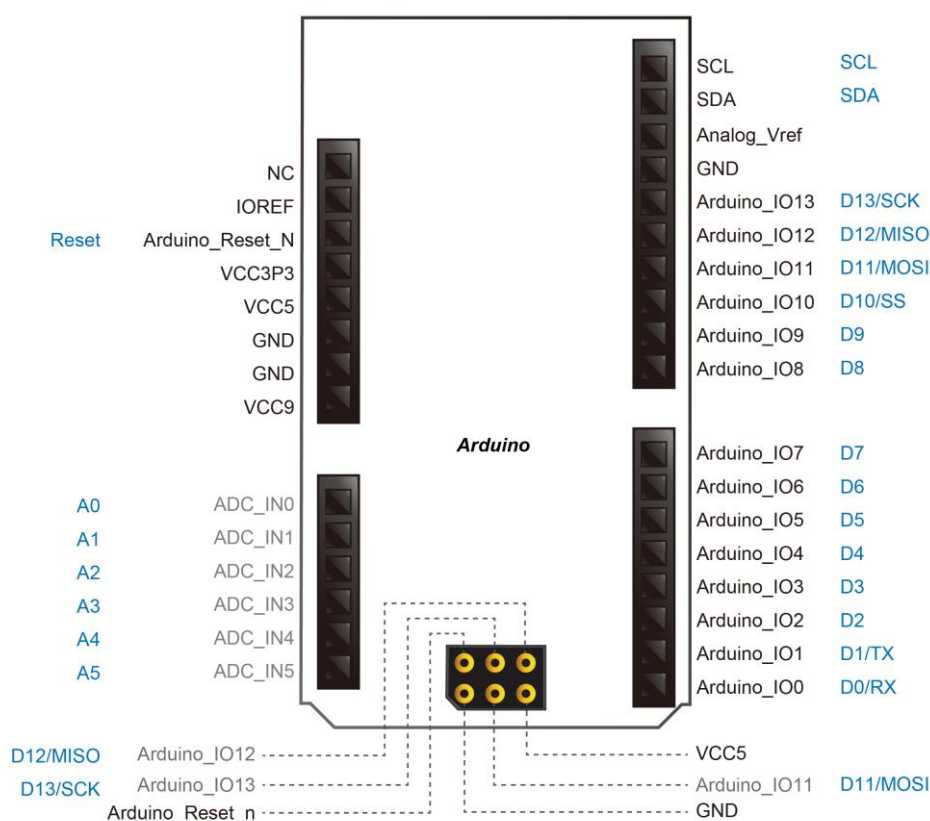 SCL SCL
SDA SDA
Analog_Vref
NC GND
IOREF Arduino_IO13 D13/SCK
Reset Arduino_Reset_N Arduino_IO12 D12/MISO
VCC3P3 Arduino_IO11 D11/MOSI
VCC5 Arduino_IO10 D10/SS
GND Arduino_IO9 D9
GND Arduino_IO8 D8
VCC9
Arduino
Arduino_IO7 D7
Arduino_IO6 D6
A0 ADC_IN0 Arduino_IO5 D5
A1 ADC_IN1 Arduino_IO4 D4
A2 ADC_IN2 Arduino_IO3 D3
A3 ADC_IN3 Arduino_IO2 D2
A4 ADC_IN4 Arduino_IO1 D1/TX
A5 ADC_IN5 Arduino_IO0 D0/RX
D12/MISO Arduino_IO12 VCC5
D13/SCK Arduino_IO13 Arduino_IO11 D11/MOSI
Arduino_Reset_n GND